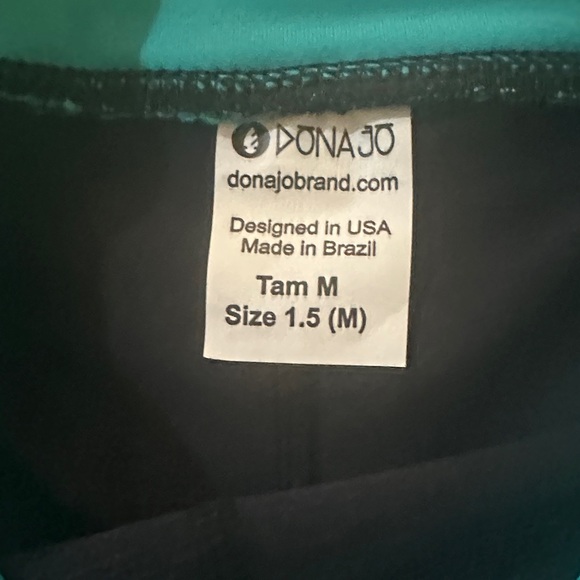 DONAJO
donajobrand.com
Designed in USA
Made in Brazil
Tam M
Size 1.5 (M)